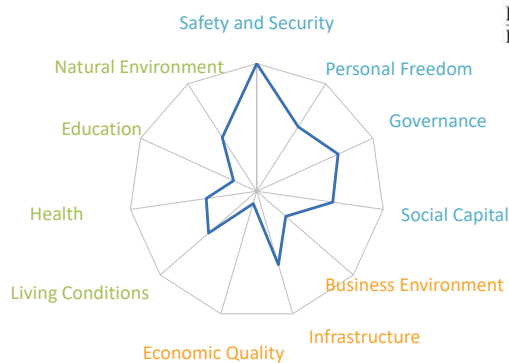 Safety and Security
Natural Environment
Personal Freedom
Education
Governance
Health
Social Capital
Living Conditions
Business Environment
Infrastructure
Economic Quality